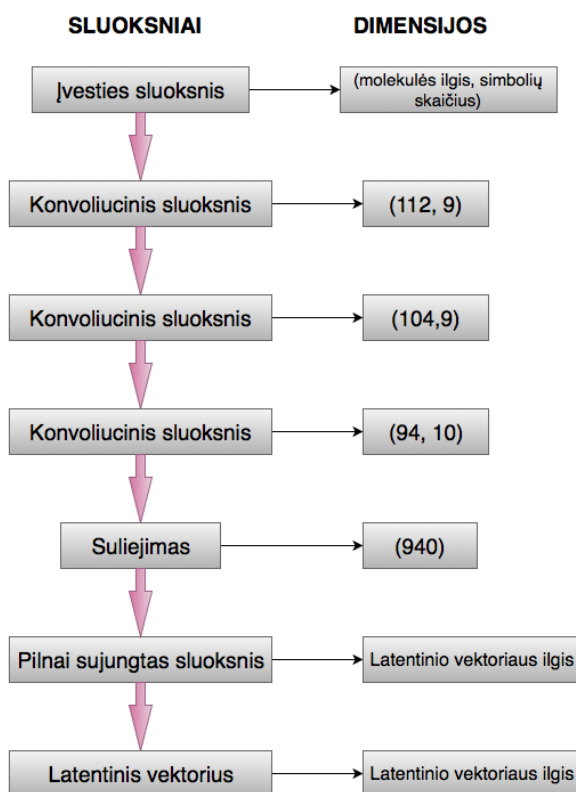 SLUOKSNIAI
DIMENSIJOS
Įvesties sluoksnis
(molekulės ilgis, simbolių
skaičius)
Konvoliucinis sluoksnis
(112, 9)
Konvoliucinis sluoksnis
(104,9)
Konvoliucinis sluoksnis
(94, 10)
Suliejimas
(940)
Pilnai sujungtas sluoksnis
Latentinio vektoriaus ilgis
Latentinis vektorius
Latentinio vektoriaus ilgis